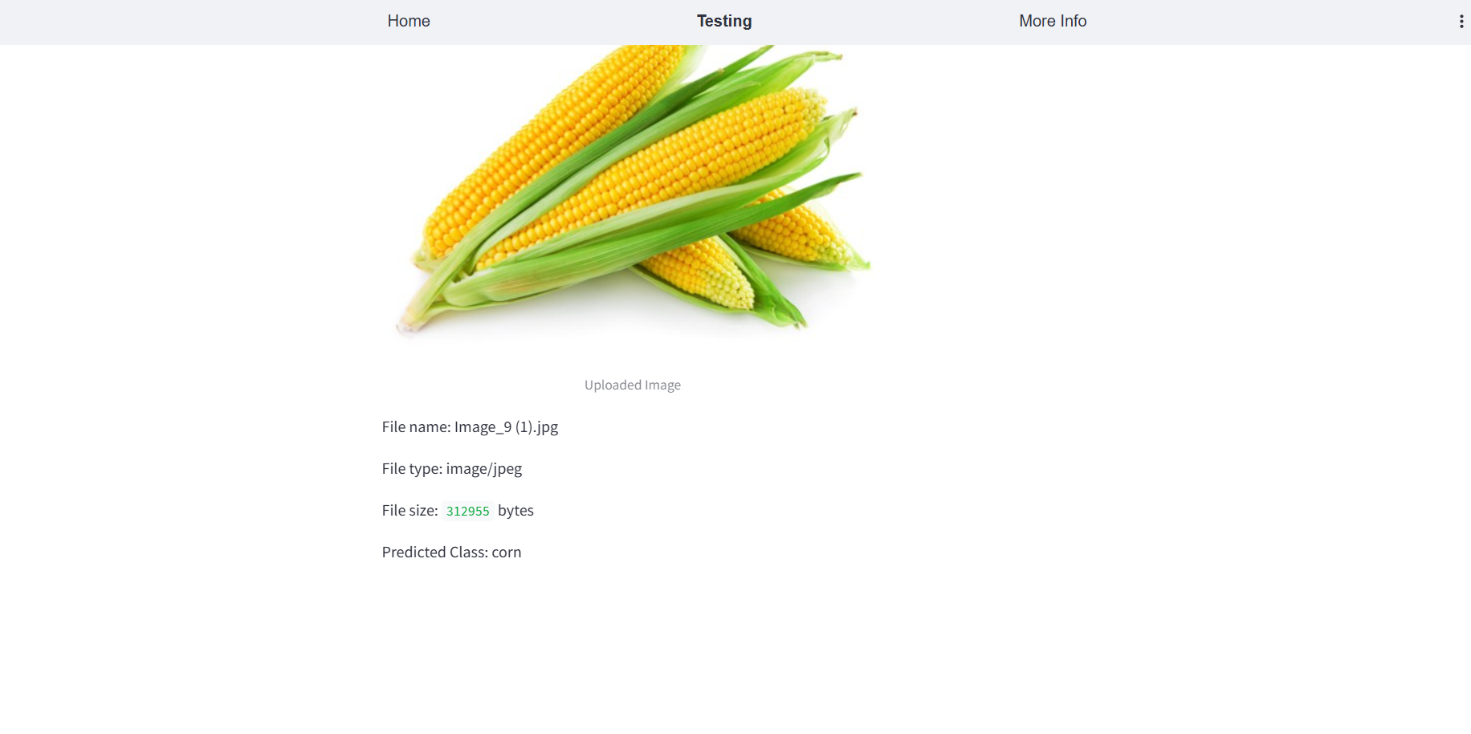 Home Testing More Info
Uploaded Image
File name: Image_9 (1).jpg
File type: image/jpeg
File size: 312955 bytes
Predicted Class: corn